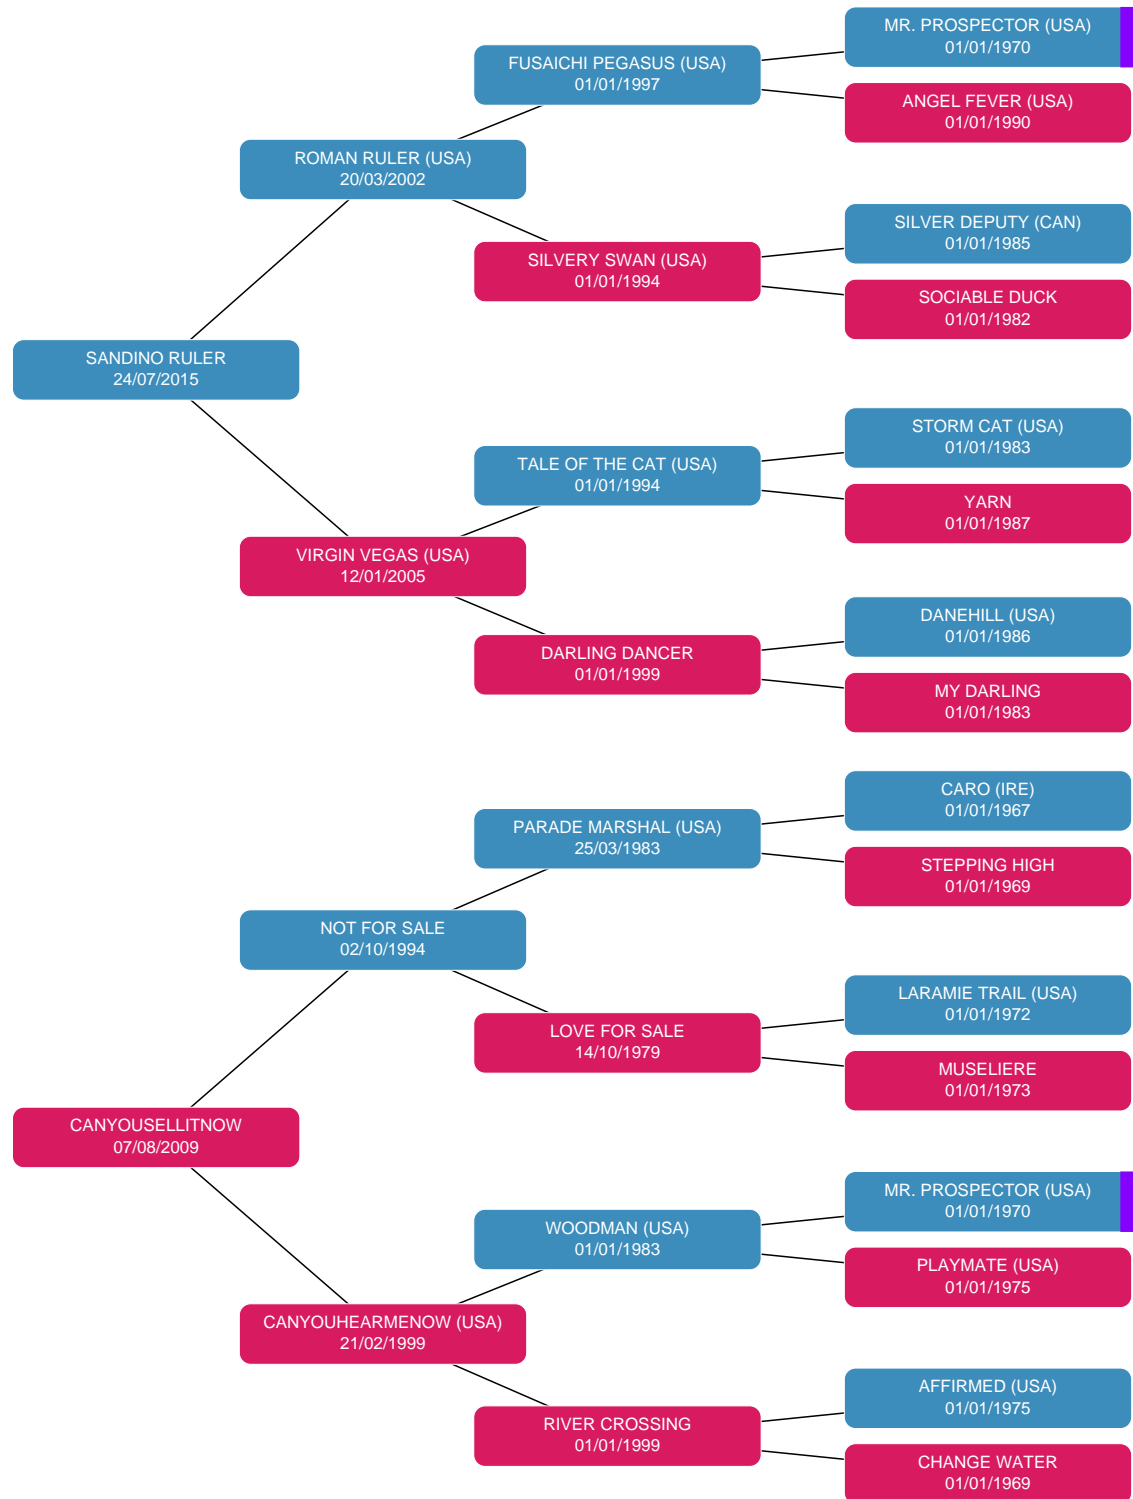 MR. PROSPECTOR (USA)
01/01/1970
FUSAICHI PEGASUS (USA)
01/01/1997
ANGEL FEVER (USA)
01/01/1990
ROMAN RULER (USA)
20/03/2002
SILVER DEPUTY (CAN)
01/01/1985
SILVERY SWAN (USA)
01/01/1994
SOCIABLE DUCK
01/01/1982
SANDINO RULER
24/07/2015
STORM CAT (USA)
01/01/1983
TALE OF THE CAT (USA)
01/01/1994
YARN
01/01/1987
VIRGIN VEGAS (USA)
12/01/2005
DANEHILL (USA)
01/01/1986
DARLING DANCER
01/01/1999
MY DARLING
01/01/1983
CARO (IRE)
01/01/1967
PARADE MARSHAL (USA)
25/03/1983
STEPPING HIGH
01/01/1969
NOT FOR SALE
02/10/1994
LARAMIE TRAIL (USA)
01/01/1972
LOVE FOR SALE
14/10/1979
MUSELIERE
01/01/1973
CANYOUSELLITNOW
07/08/2009
MR. PROSPECTOR (USA)
01/01/1970
WOODMAN (USA)
01/01/1983
PLAYMATE (USA)
01/01/1975
CANYOUHEARMENOW (USA)
21/02/1999
AFFIRMED (USA)
01/01/1975
RIVER CROSSING
01/01/1999
CHANGE WATER
01/01/1969